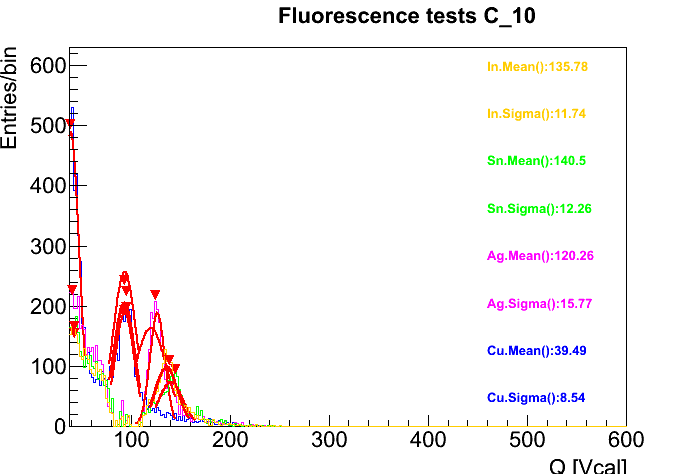 Fluorescence tests C_10
Entries/bin
600
500
400
300
200
100
0
100
200
300
400
500
600
Q [Vcal]
In.Mean():135.78
In.Sigma():11.74
Sn.Mean():140.5
Sn.Sigma():12.26
Ag.Mean():120.26
Ag.Sigma():15.77
Cu.Mean():39.49
Cu.Sigma():8.54